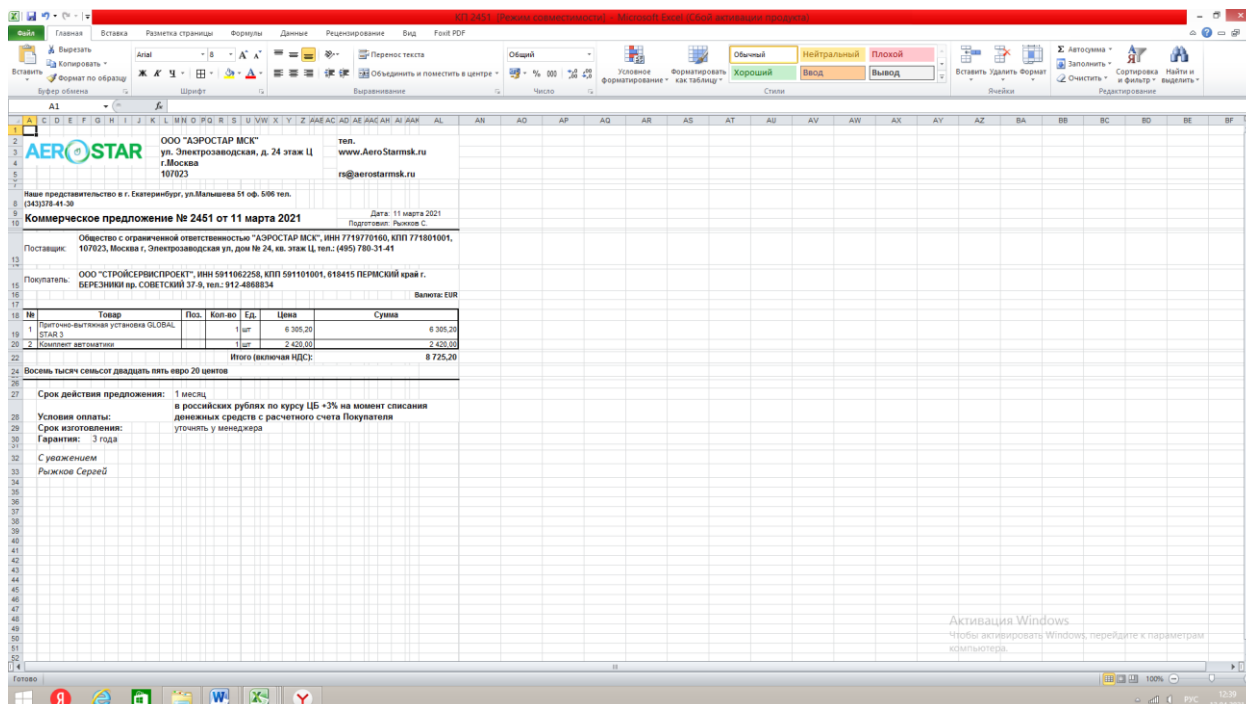 КП 2451 [Режим совместимости] - Microsoft Excel (Сбой активации продукта)
Файл Главная Вставка Разметка страницы Формулы Данные Рецензирование Вид Foxit PDF
Вставить Вырезать Копировать Формат по образцу Буфер обмена
Arial 8 Ж К Ч Шрифт
Перенос текста Объединить и поместить в центре Выравнивание
Общий % 000 Число
Условное форматирование Форматировать как таблицу
Обычный Нейтральный Плохой
Хороший Ввод Вывод
Стили
Вставить Удалить Формат Ячейки
Σ Автосумма Заполнить Очистить Сортировка и фильтр Найти и выделить Редактирование
A1 fx
AEROSTAR
ООО "АЭРОСТАР МСК" тел.
ул. Электрозаводская, д. 24 этаж Ц www.AeroStarmsk.ru
г.Москва
107023 rs@aerostarmsk.ru
Наше представительство в г. Екатеринбург, ул.Малышева 51 оф. 5/06 тел.
(343)378-41-30
Коммерческое предложение № 2451 от 11 марта 2021
Дата: 11 марта 2021
Подготовил: Рыжков С.
Поставщик: Общество с ограниченной ответственностью "АЭРОСТАР МСК", ИНН 7719770160, КПП 771801001,
107023, Москва г, Электрозаводская ул, дом № 24, кв. этаж Ц, тел.: (495) 780-31-41
Покупатель: ООО "СТРОЙСЕРВИСПРОЕКТ", ИНН 5911062258, КПП 591101001, 618415 ПЕРМСКИЙ край г.
БЕРЕЗНИКИ пр. СОВЕТСКИЙ 37-9, тел.: 912-4868834
Валюта: EUR
№ Товар Поз. Кол-во Ед. Цена Сумма
1 Приточно-вытяжная установка GLOBAL STAR 3 1 шт 6 305,20 6 305,20
2 Комплект автоматики 1 шт 2 420,00 2 420,00
Итого (включая НДС): 8 725,20
Восемь тысяч семьсот двадцать пять евро 20 центов
Срок действия предложения: 1 месяц
Условия оплаты: в российских рублях по курсу ЦБ +3% на момент списания
денежных средств с расчетного счета Покупателя
Срок изготовления: уточнять у менеджера
Гарантия: 3 года
С уважением
Рыжков Сергей
Активация Windows
Чтобы активировать Windows, перейдите к параметрам
компьютера.
Готово 100%
РУС 12:39